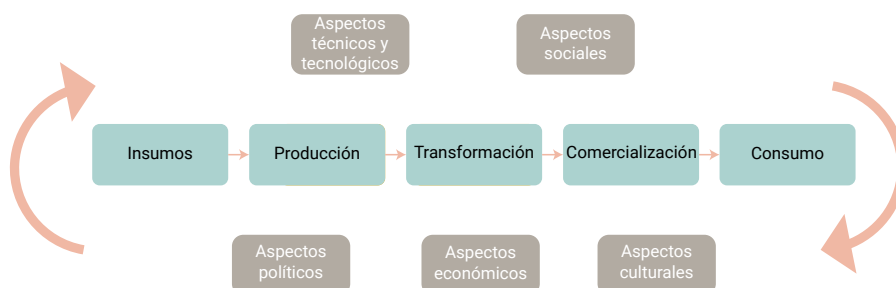 Aspectos
técnicos y
tecnológicos
Aspectos
sociales
Insumos
Producción
Transformación
Comercialización
Consumo
Aspectos
políticos
Aspectos
económicos
Aspectos
culturales